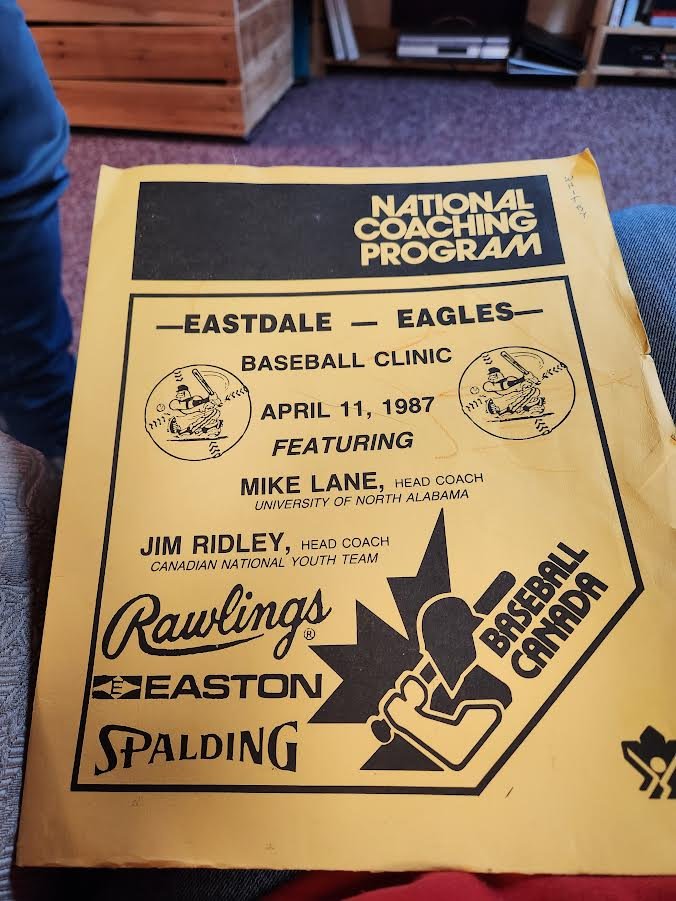 NATIONAL
COACHING
PROGRAM
—EASTDALE — EAGLES—
BASEBALL CLINIC
APRIL 11, 1987
FEATURING
MIKE LANE, HEAD COACH
UNIVERSITY OF NORTH ALABAMA
JIM RIDLEY, HEAD COACH
CANADIAN NATIONAL YOUTH TEAM
Rawlings®
E EASTON
SPALDING
BASEBALL
CANADA